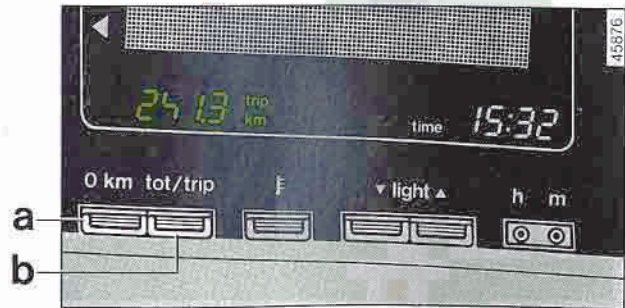 45876
241.3 trip km
time 15:32
0 km tot/trip ▼ light ▲ h m
a
b